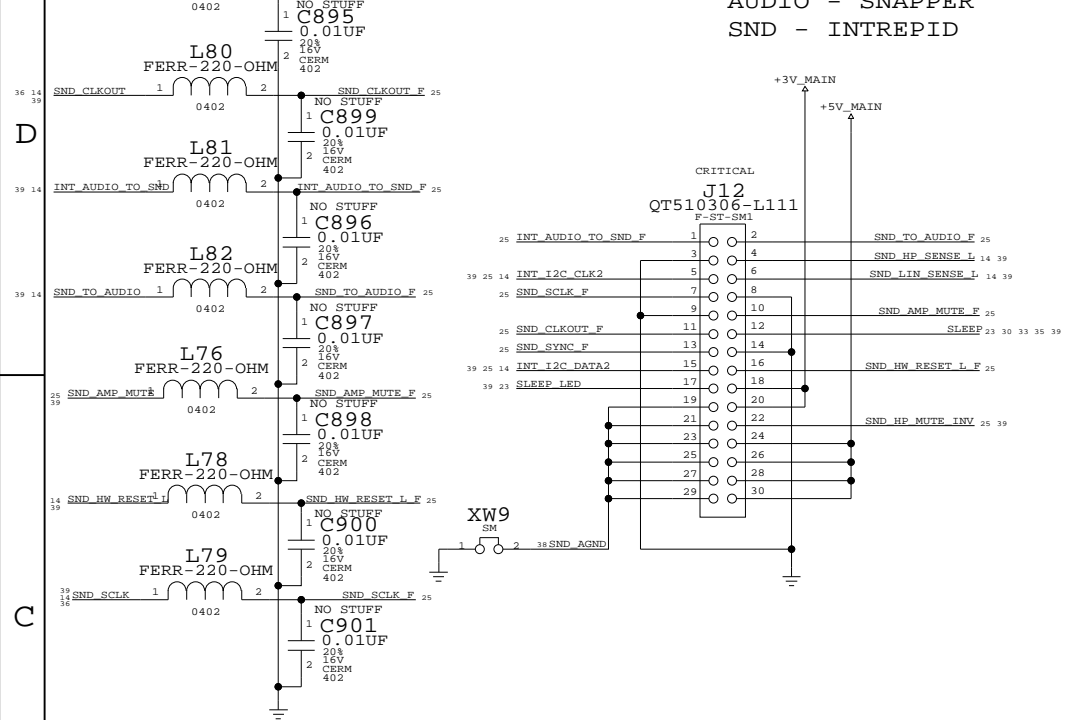 0402
NO STUFF
C895
0.01UF
20%
16V
CERM
402
1
2
L80
FERR-220-OHM
36 14
39
SND_CLKOUT
1
2
0402
SND_CLKOUT_F 25
NO STUFF
C899
0.01UF
20%
16V
CERM
402
1
2
D
L81
FERR-220-OHM
39 14
INT_AUDIO_TO_SND
1
2
0402
INT_AUDIO_TO_SND_F 25
NO STUFF
C896
0.01UF
20%
16V
CERM
402
1
2
L82
FERR-220-OHM
39 14
SND_TO_AUDIO
1
2
0402
SND_TO_AUDIO_F 25
NO STUFF
C897
0.01UF
20%
16V
CERM
402
1
2
L76
FERR-220-OHM
25
39
SND_AMP_MUTE
1
2
0402
SND_AMP_MUTE_F 25
NO STUFF
C898
0.01UF
20%
16V
CERM
402
1
2
L78
FERR-220-OHM
14
39
SND_HW_RESET_L
1
2
0402
SND_HW_RESET_L_F 25
NO STUFF
C900
0.01UF
20%
16V
CERM
402
1
2
L79
FERR-220-OHM
39
14
36
SND_SCLK
1
2
0402
SND_SCLK_F 25
NO STUFF
C901
0.01UF
20%
16V
CERM
402
1
2
C
AUDIO - SNAPPER
SND - INTREPID
+3V_MAIN
+5V_MAIN
CRITICAL
J12
QT510306-L111
F-ST-SM1
25 INT_AUDIO_TO_SND_F 1 2 SND_TO_AUDIO_F 25
3 4 SND_HP_SENSE_L 14 39
39 25 14 INT_I2C_CLK2 5 6 SND_LIN_SENSE_L 14 39
25 SND_SCLK_F 7 8
9 10 SND_AMP_MUTE_F 25
25 SND_CLKOUT_F 11 12 SLEEP 23 30 33 35 39
25 SND_SYNC_F 13 14
39 25 14 INT_I2C_DATA2 15 16 SND_HW_RESET_L_F 25
39 23 SLEEP_LED 17 18
19 20
21 22 SND_HP_MUTE_INV 25 39
23 24
25 26
27 28
29 30
XW9
SM
1 2 38 SND_AGND